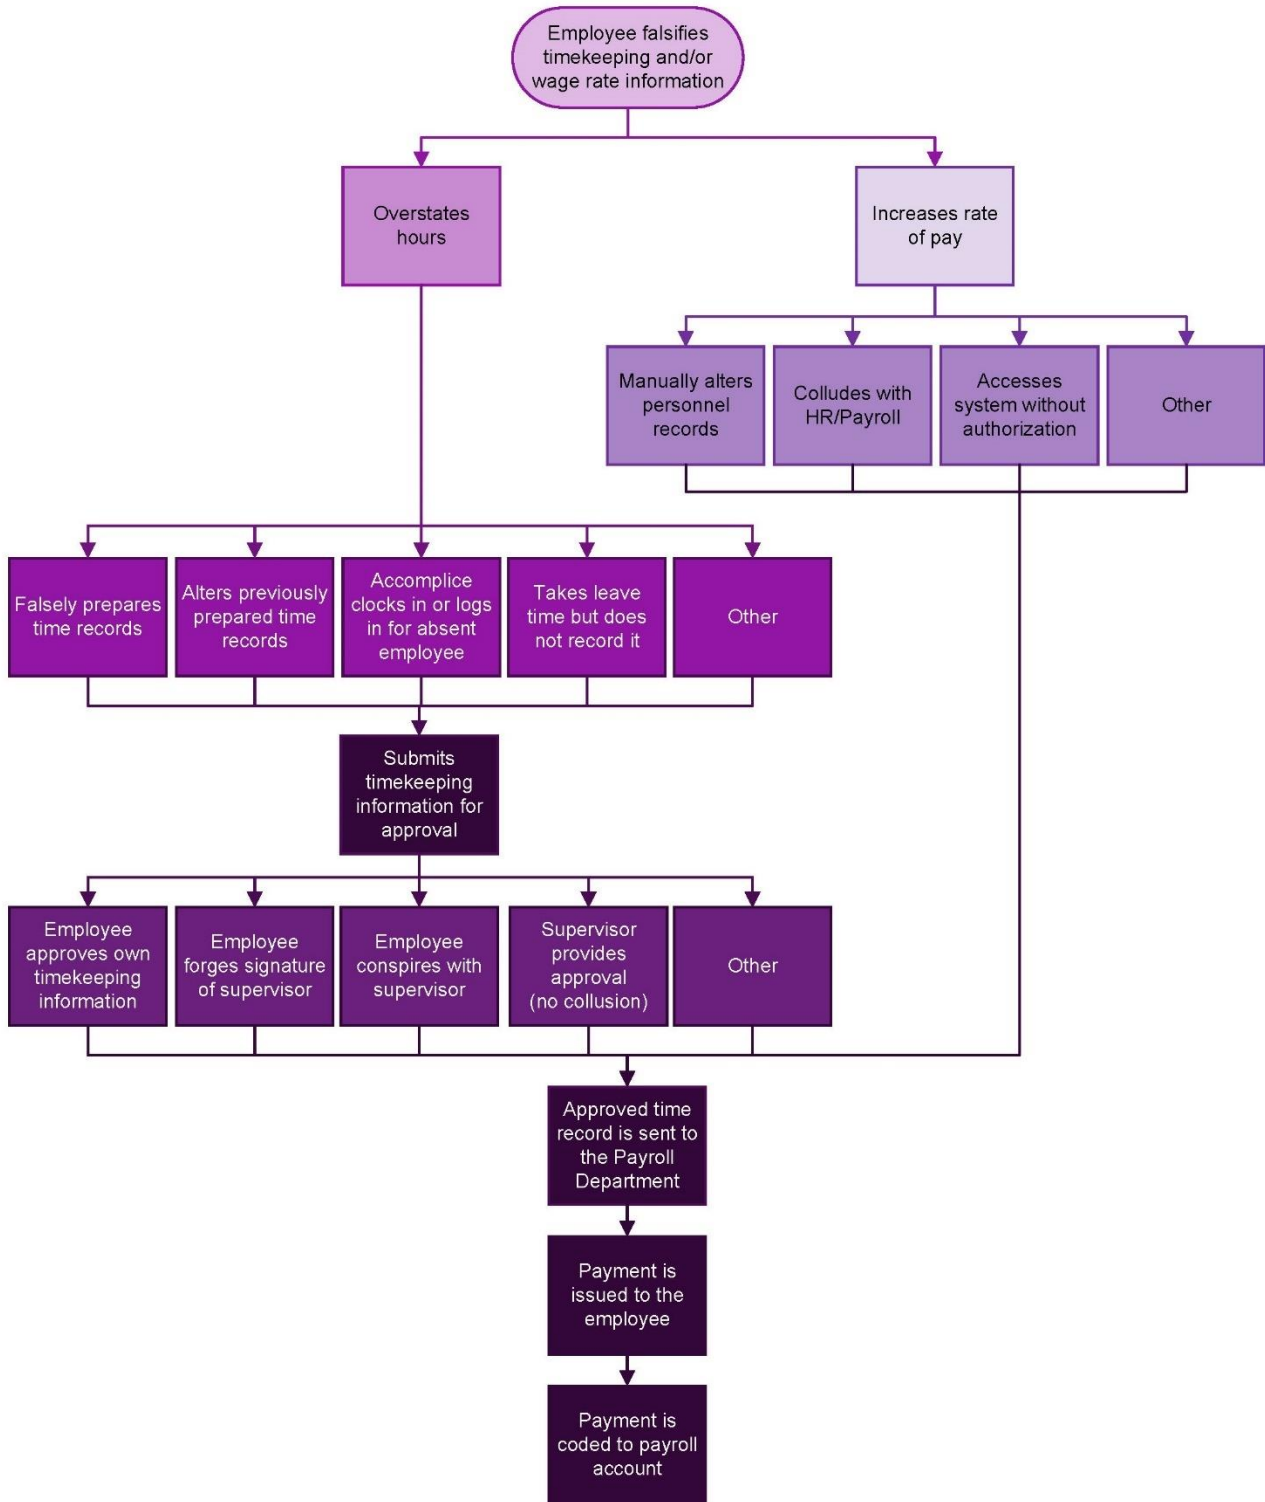 Employee falsifies
timekeeping and/or
wage rate information
Overstates
hours
Increases rate
of pay
Manually alters
personnel
records
Colludes with
HR/Payroll
Accesses
system without
authorization
Other
Falsely prepares
time records
Alters previously
prepared time
records
Accomplice
clocks in or logs
in for absent
employee
Takes leave
time but does
not record it
Other
Submits
timekeeping
information for
approval
Employee
approves own
timekeeping
information
Employee
forges signature
of supervisor
Employee
conspires with
supervisor
Supervisor
provides
approval
(no collusion)
Other
Approved time
record is sent to
the Payroll
Department
Payment is
issued to the
employee
Payment is
coded to payroll
account